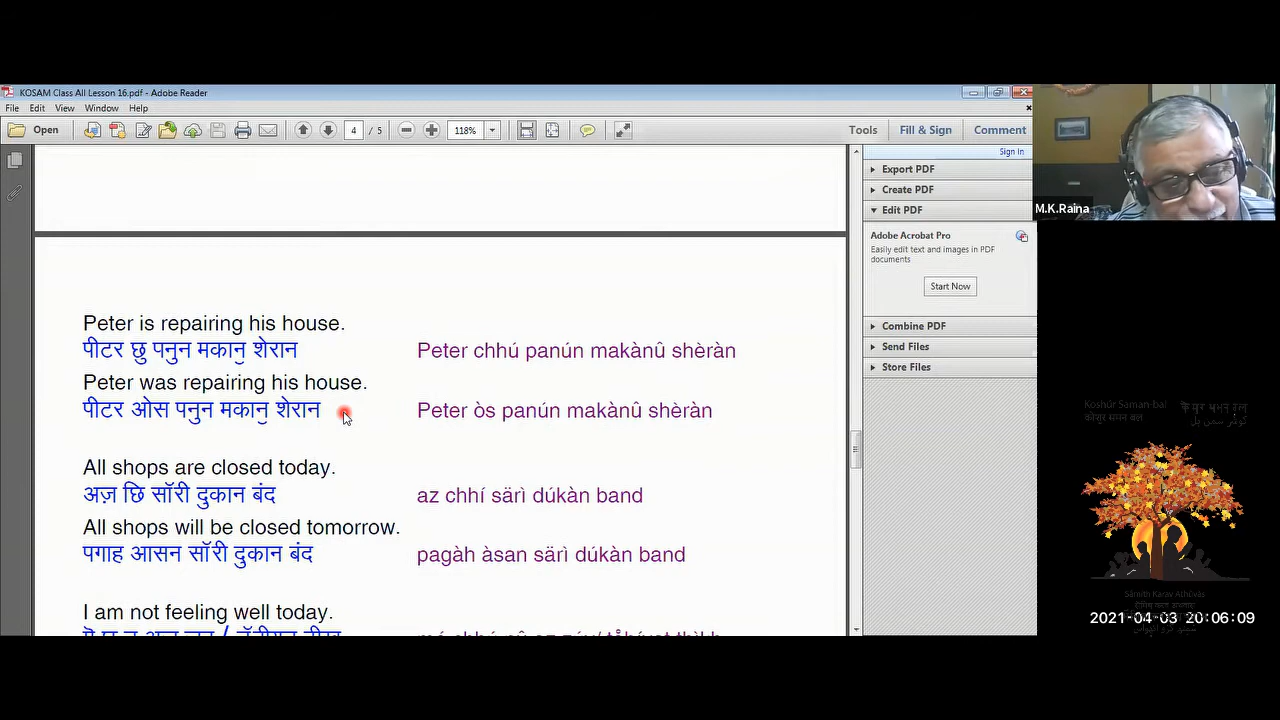 KOSAM Class All Lesson 16.pdf - Adobe Reader
File Edit View Window Help
Open 4 / 5 118% Tools Fill & Sign Comment
Sign In
Export PDF
Create PDF
Edit PDF
Adobe Acrobat Pro
Easily edit text and images in PDF
documents
Start Now
Combine PDF
Send Files
Store Files
M.K.Raina
Peter is repairing his house.
पीटर छु पनुन मकान॒ शेरान Peter chhú panún makànû shèràn
Peter was repairing his house.
पीटर ओस पनुन मकान॒ शेरान Peter òs panún makànû shèràn
All shops are closed today.
अज़ छि सॉरी दुकान बंद az chhí särì dúkàn band
All shops will be closed tomorrow.
पगाह आसन सॉरी दुकान बंद pagàh àsan särì dúkàn band
I am not feeling well today.
Koshür Saman-bal
2021-04-03 20:06:09